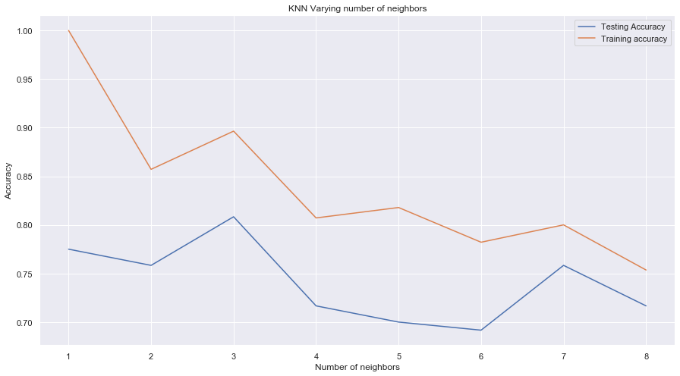 KNN Varying number of neighbors
Testing Accuracy
Training accuracy
1.00
0.95
0.90
0.85
0.80
0.75
0.70
Accuracy
1 2 3 4 5 6 7 8
Number of neighbors